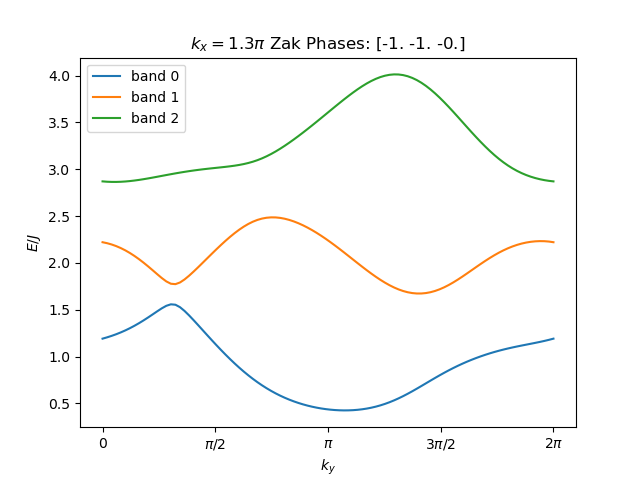 k_x = 1.3π Zak Phases: [-1. -1. -0.]
band 0
band 1
band 2
4.0
3.5
3.0
2.5
2.0
1.5
1.0
0.5
E/J
0 π/2 π 3π/2 2π
k_y